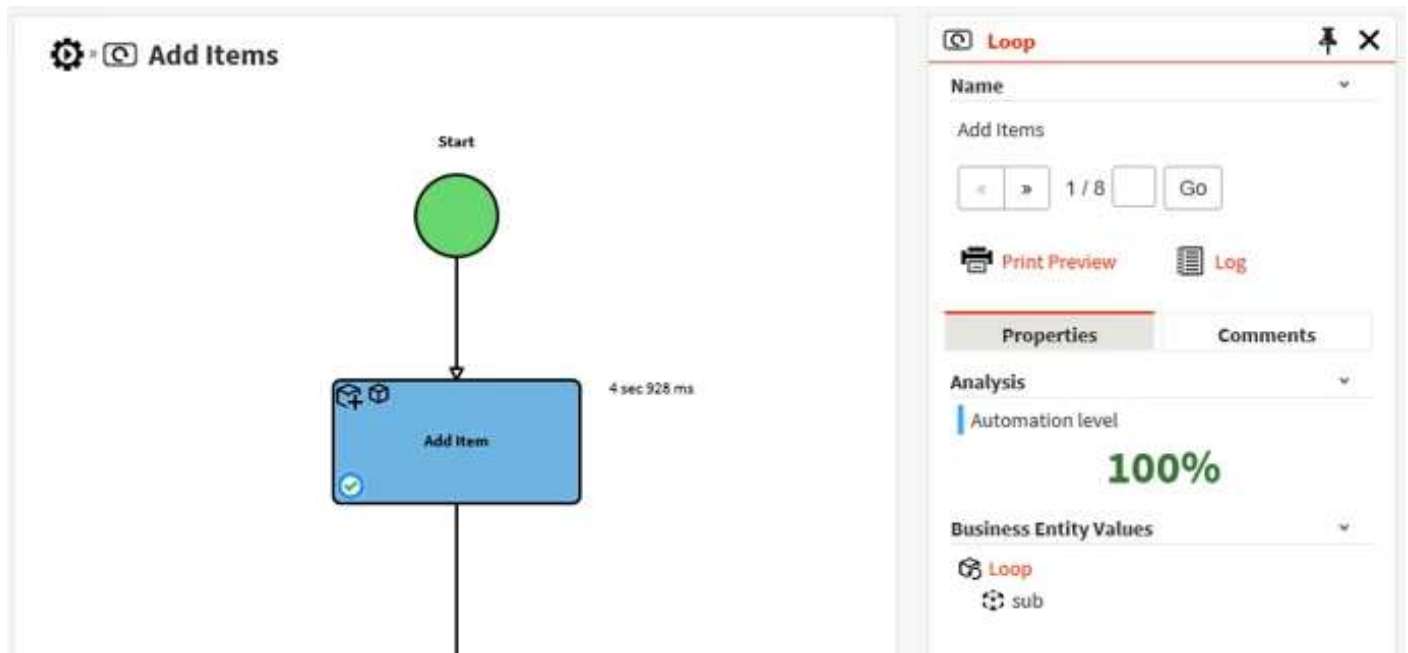 » Add Items
Start
4 sec 928 ms
Add Item
Loop
Name
Add Items
« » 1 / 8 Go
Print Preview Log
Properties Comments
Analysis
Automation level
100%
Business Entity Values
Loop
sub